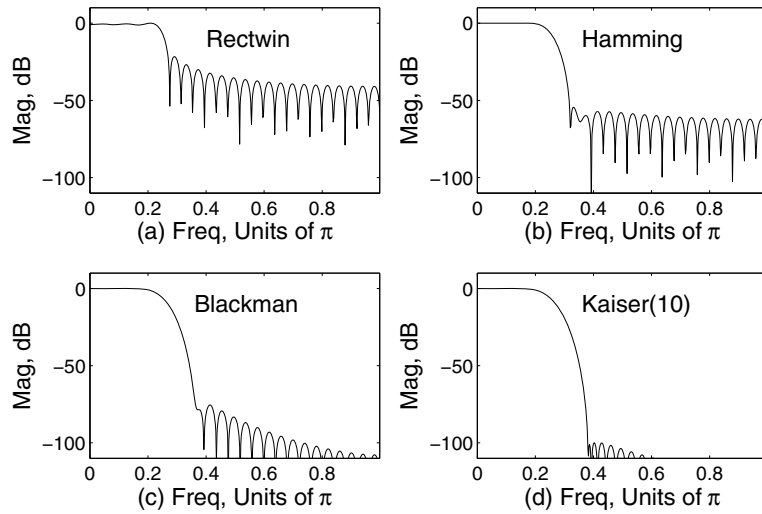 0
−50
−100
Mag, dB
Rectwin
0 0.2 0.4 0.6 0.8
(a) Freq, Units of π
0
−50
−100
Mag, dB
Hamming
0 0.2 0.4 0.6 0.8
(b) Freq, Units of π
0
−50
−100
Mag, dB
Blackman
0 0.2 0.4 0.6 0.8
(c) Freq, Units of π
0
−50
−100
Mag, dB
Kaiser(10)
0 0.2 0.4 0.6 0.8
(d) Freq, Units of π